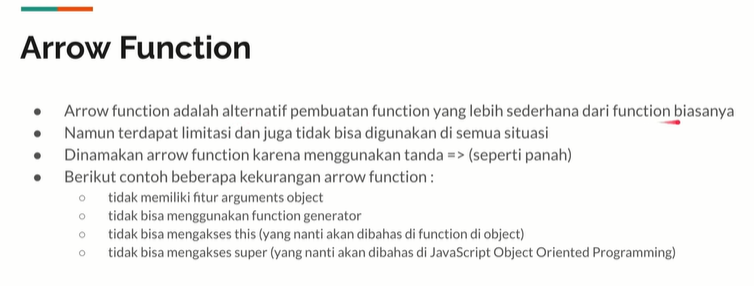 Arrow Function
● Arrow function adalah alternatif pembuatan function yang lebih sederhana dari function biasanya
● Namun terdapat limitasi dan juga tidak bisa digunakan di semua situasi
● Dinamakan arrow function karena menggunakan tanda => (seperti panah)
● Berikut contoh beberapa kekurangan arrow function :
○ tidak memiliki fitur arguments object
○ tidak bisa menggunakan function generator
○ tidak bisa mengakses this (yang nanti akan dibahas di function di object)
○ tidak bisa mengakses super (yang nanti akan dibahas di JavaScript Object Oriented Programming)